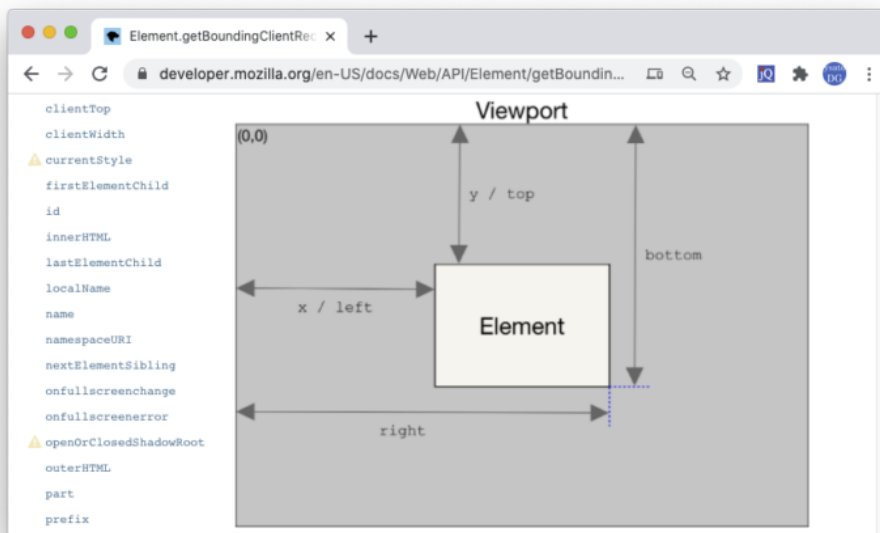 Element.getBoundingClientRec
developer.mozilla.org/en-US/docs/Web/API/Element/getBoundin...
jQ
DG
clientTop
clientWidth
currentStyle
firstElementChild
id
innerHTML
lastElementChild
localName
name
namespaceURI
nextElementSibling
onfullscreenchange
onfullscreenerror
openOrClosedShadowRoot
outerHTML
part
prefix
Viewport
(0,0)
y / top
bottom
x / left
Element
right